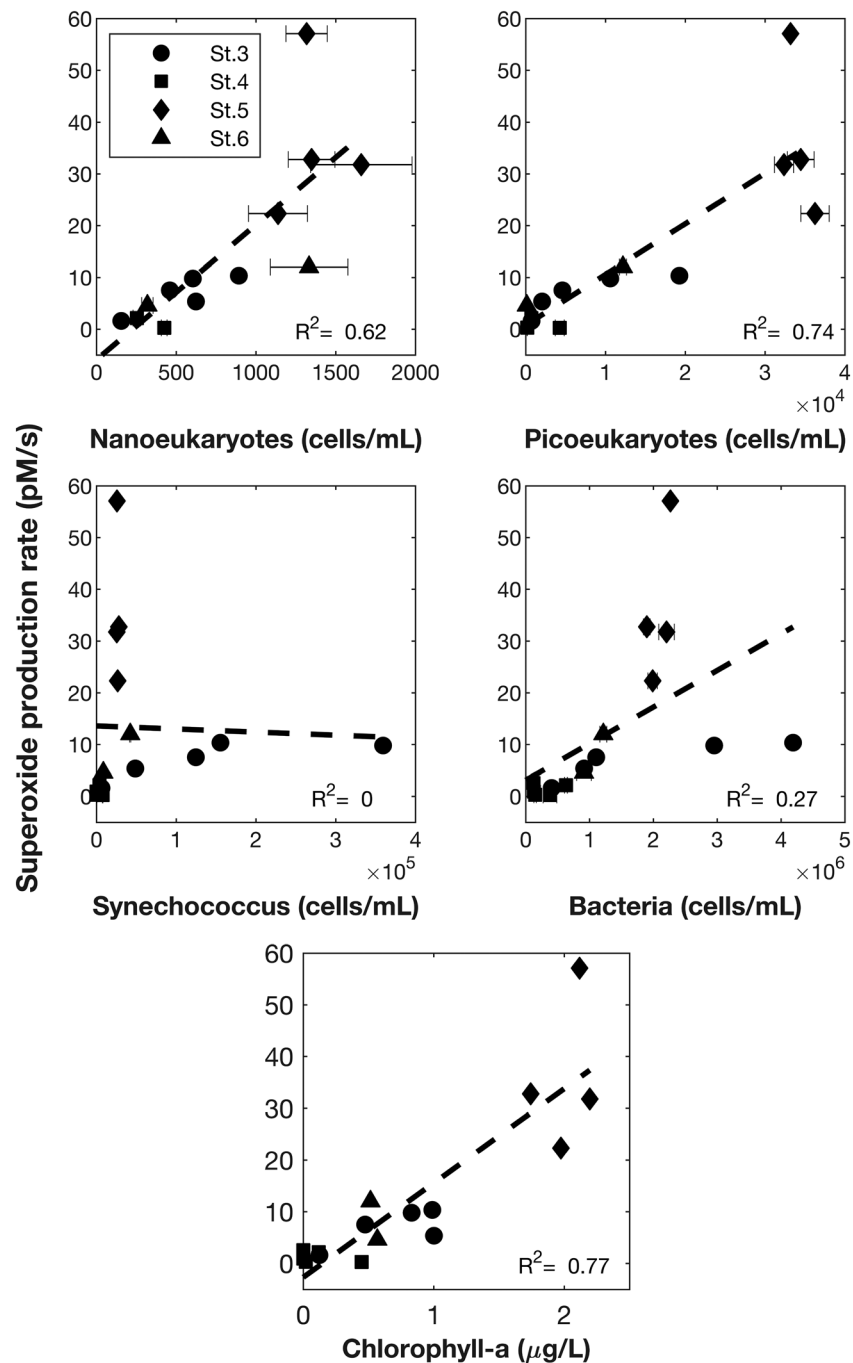 60
50
40
30
20
10
0
St.3
St.4
St.5
St.6
R² = 0.62
0 500 1000 1500 2000
Nanoeukaryotes (cells/mL)
60
50
40
30
20
10
0
R² = 0.74
0 1 2 3 4
×10⁴
Picoeukaryotes (cells/mL)
Superoxide production rate (pM/s)
60
50
40
30
20
10
0
R² = 0
0 1 2 3 4
×10⁵
Synechococcus (cells/mL)
60
50
40
30
20
10
0
R² = 0.27
0 1 2 3 4 5
×10⁶
Bacteria (cells/mL)
60
50
40
30
20
10
0
R² = 0.77
0 1 2
Chlorophyll-a (μg/L)